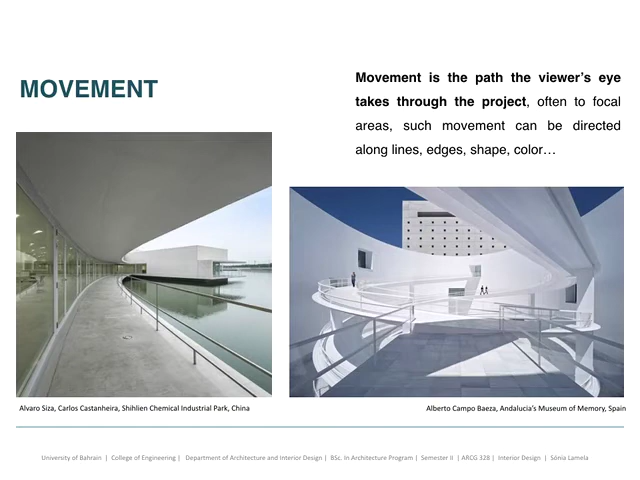 MOVEMENT
Movement is the path the viewer's eye
takes through the project, often to focal
areas, such movement can be directed
along lines, edges, shape, color…
Alvaro Siza, Carlos Castanheira, Shihlien Chemical Industrial Park, China
Alberto Campo Baeza, Andalucia's Museum of Memory, Spain
University of Bahrain | College of Engineering | Department of Architecture and Interior Design | BSc. In Architecture Program | Semester II | ARCG 328 | Interior Design | Sónia Lamela